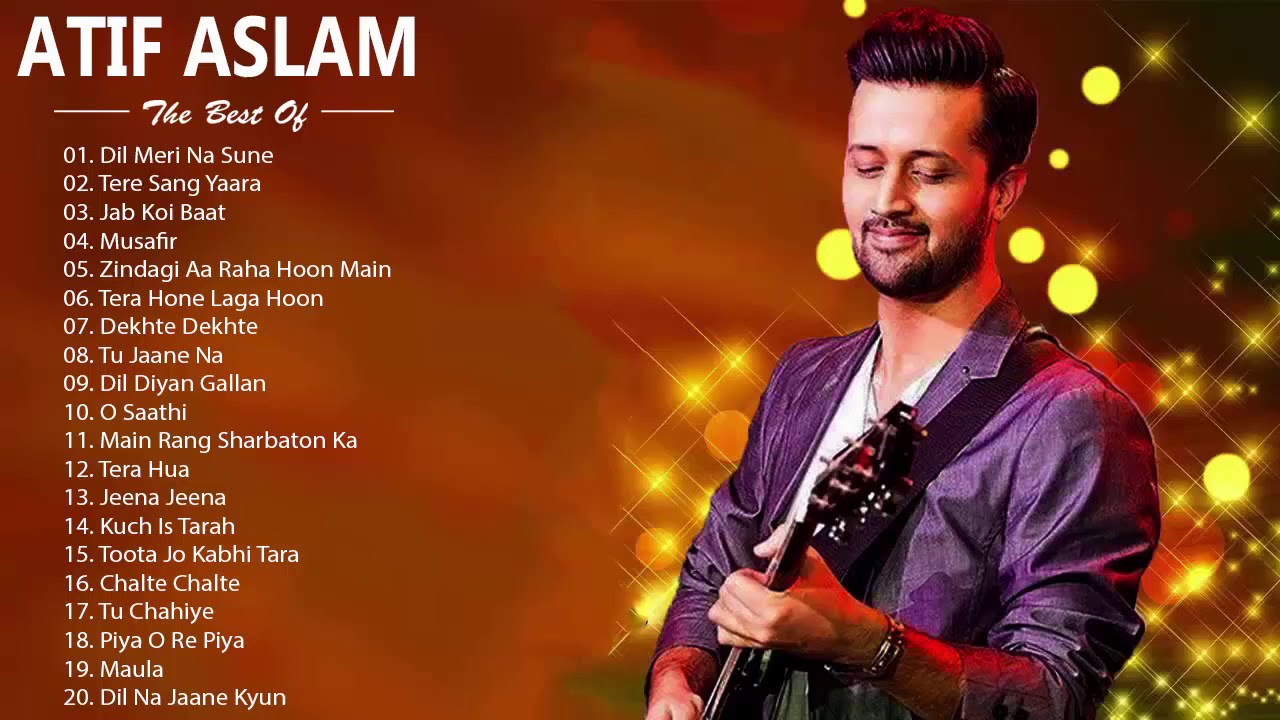 ATIF ASLAM
The Best Of
01. Dil Meri Na Sune
02. Tere Sang Yaara
03. Jab Koi Baat
04. Musafir
05. Zindagi Aa Raha Hoon Main
06. Tera Hone Laga Hoon
07. Dekhte Dekhte
08. Tu Jaane Na
09. Dil Diyan Gallan
10. O Saathi
11. Main Rang Sharbaton Ka
12. Tera Hua
13. Jeena Jeena
14. Kuch Is Tarah
15. Toota Jo Kabhi Tara
16. Chalte Chalte
17. Tu Chahiye
18. Piya O Re Piya
19. Maula
20. Dil Na Jaane Kyun